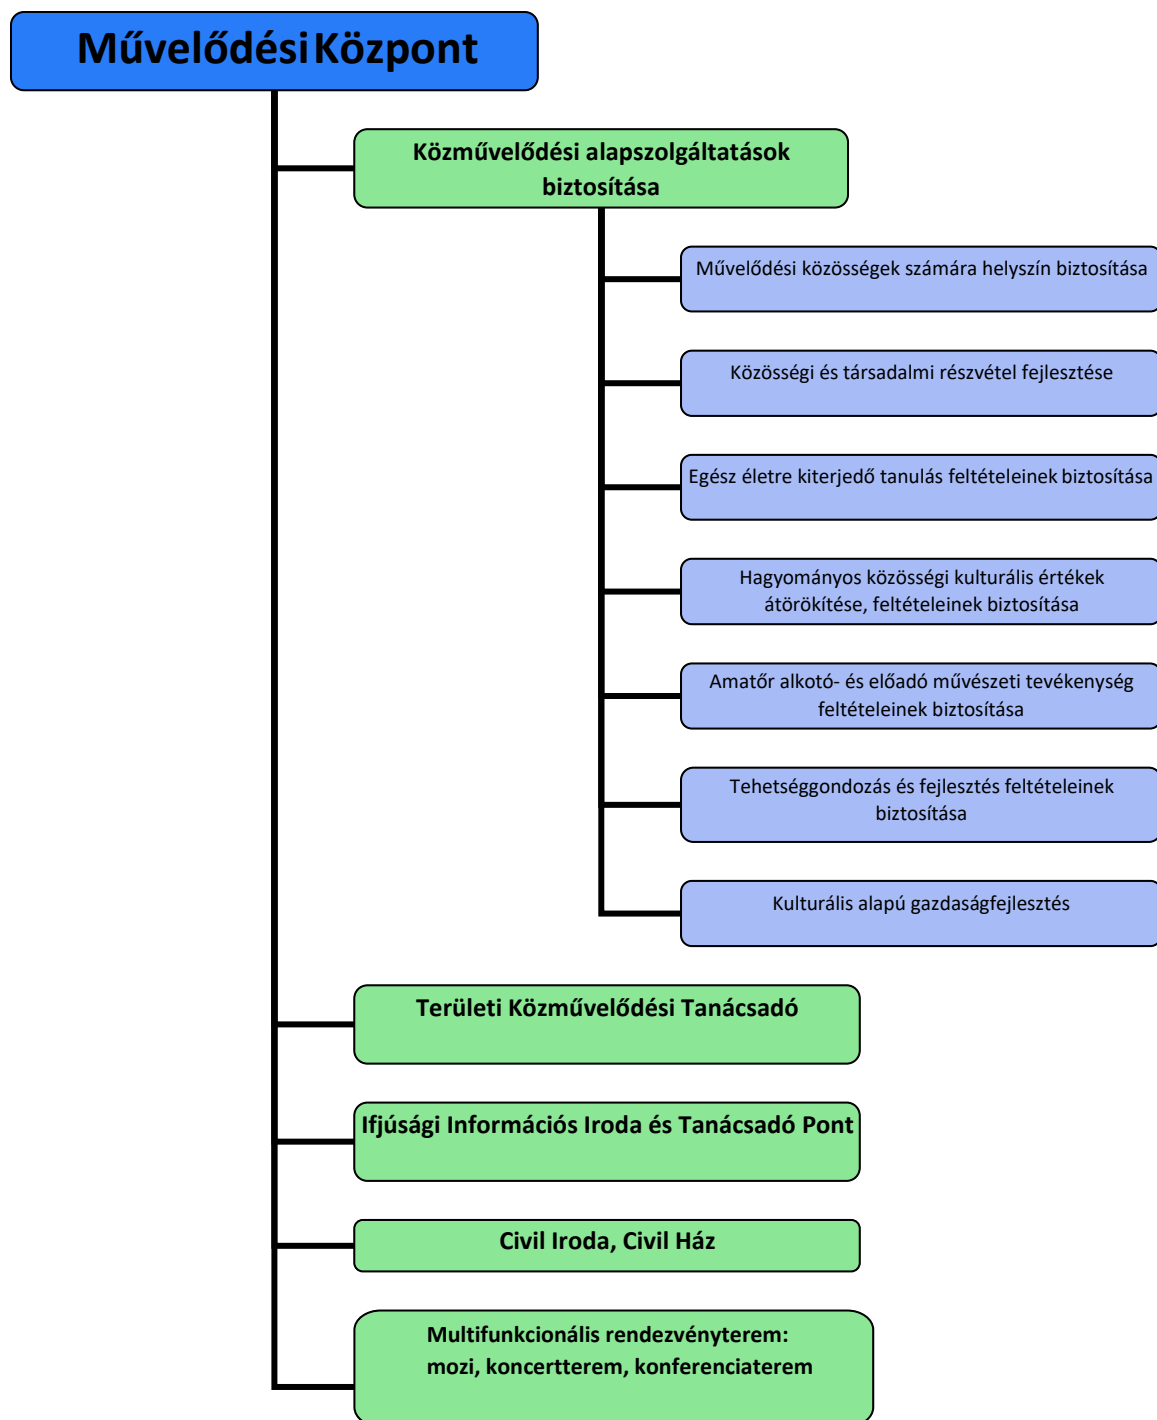 Művelődési Központ
Közművelődési alapszolgáltatások
biztosítása
Művelődési közösségek számára helyszín biztosítása
Közösségi és társadalmi részvétel fejlesztése
Egész életre kiterjedő tanulás feltételeinek biztosítása
Hagyományos közösségi kulturális értékek
átörökítése, feltételeinek biztosítása
Amatőr alkotó- és előadó művészeti tevékenység
feltételeinek biztosítása
Tehetséggondozás és fejlesztés feltételeinek
biztosítása
Kulturális alapú gazdaságfejlesztés
Területi Közművelődési Tanácsadó
Ifjúsági Információs Iroda és Tanácsadó Pont
Civil Iroda, Civil Ház
Multifunkcionális rendezvényterem:
mozi, koncertterem, konferenciaterem